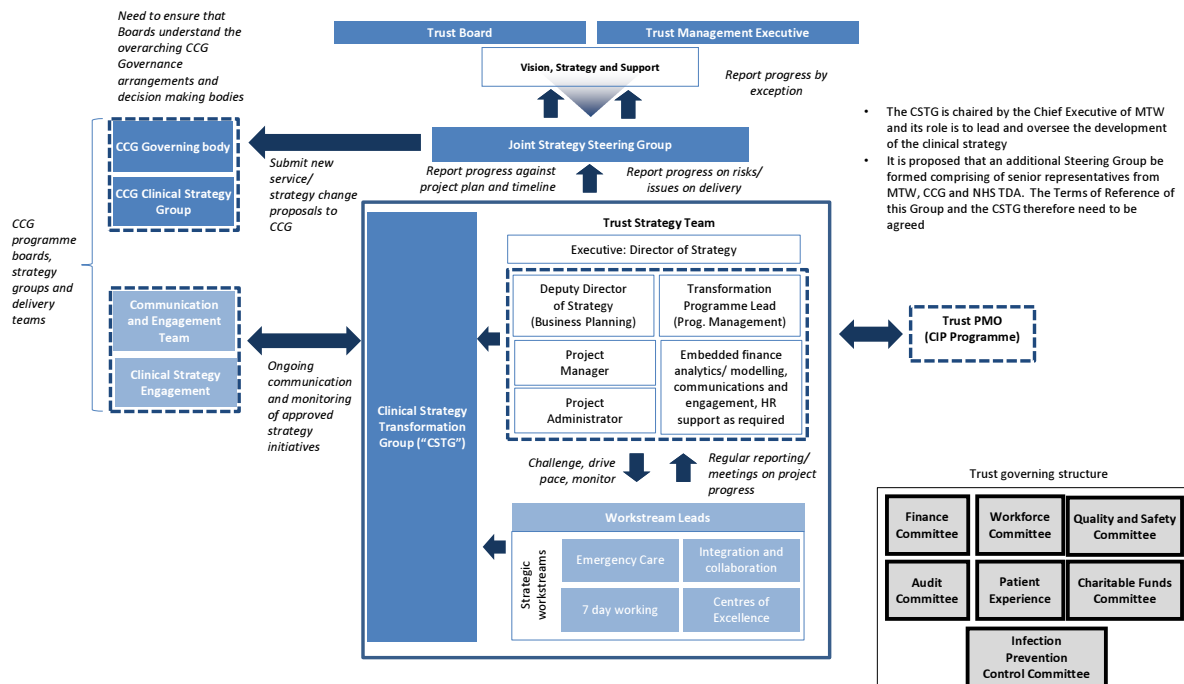 Need to ensure that
Boards understand the
overarching CCG
Governance
arrangements and
decision making bodies
Trust Board
Trust Management Executive
Vision, Strategy and Support
Report progress by
exception
CCG Governing body
CCG Clinical Strategy
Group
Submit new
service/
strategy change
proposals to
CCG
Joint Strategy Steering Group
Report progress against
project plan and timeline
Report progress on risks/
issues on delivery
• The CSTG is chaired by the Chief Executive of MTW
and its role is to lead and oversee the development
of the clinical strategy
• It is proposed that an additional Steering Group be
formed comprising of senior representatives from
MTW, CCG and NHS TDA. The Terms of Reference of
this Group and the CSTG therefore need to be
agreed
CCG
programme
boards,
strategy
groups and
delivery
teams
Communication
and Engagement
Team
Clinical Strategy
Engagement
Ongoing
communication
and monitoring
of approved
strategy
initiatives
Clinical Strategy
Transformation
Group (“CSTG”)
Trust Strategy Team
Executive: Director of Strategy
Deputy Director
of Strategy
(Business Planning)
Transformation
Programme Lead
(Prog. Management)
Project
Manager
Project
Administrator
Embedded finance
analytics/ modelling,
communications and
engagement, HR
support as required
Trust PMO
(CIP Programme)
Challenge, drive
pace, monitor
Regular reporting/
meetings on project
progress
Workstream Leads
Strategic
workstreams
Emergency Care
Integration and
collaboration
7 day working
Centres of
Excellence
Trust governing structure
Finance
Committee
Workforce
Committee
Quality and Safety
Committee
Audit
Committee
Patient
Experience
Charitable Funds
Committee
Infection
Prevention
Control Committee